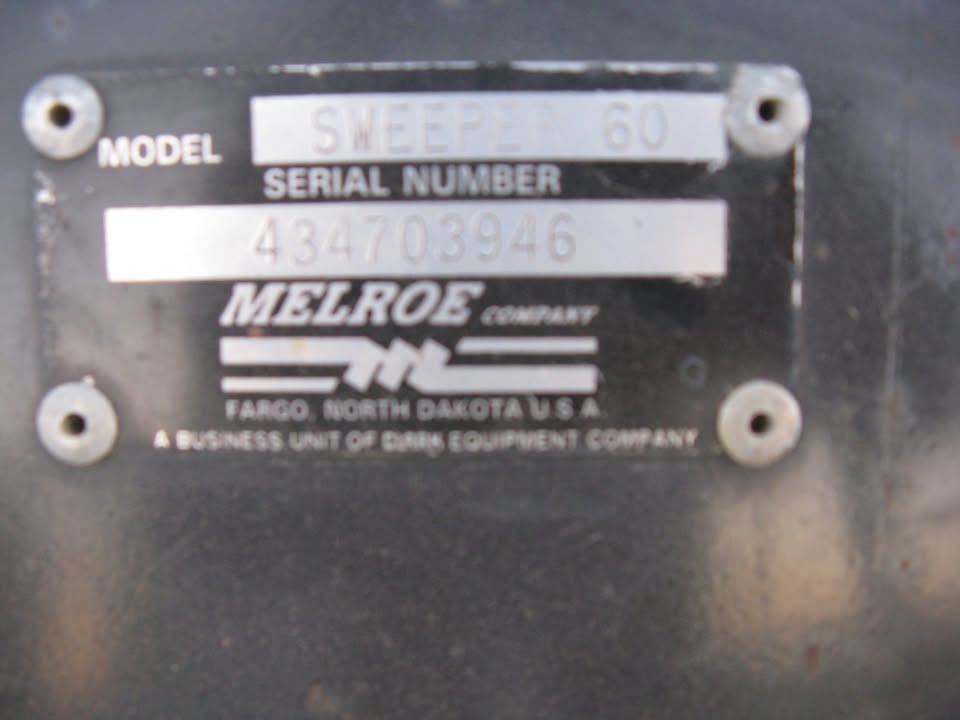 MODEL SWEEPER 60
SERIAL NUMBER
434703946
MELROE COMPANY
FARGO, NORTH DAKOTA U.S.A.
A BUSINESS UNIT OF CLARK EQUIPMENT COMPANY